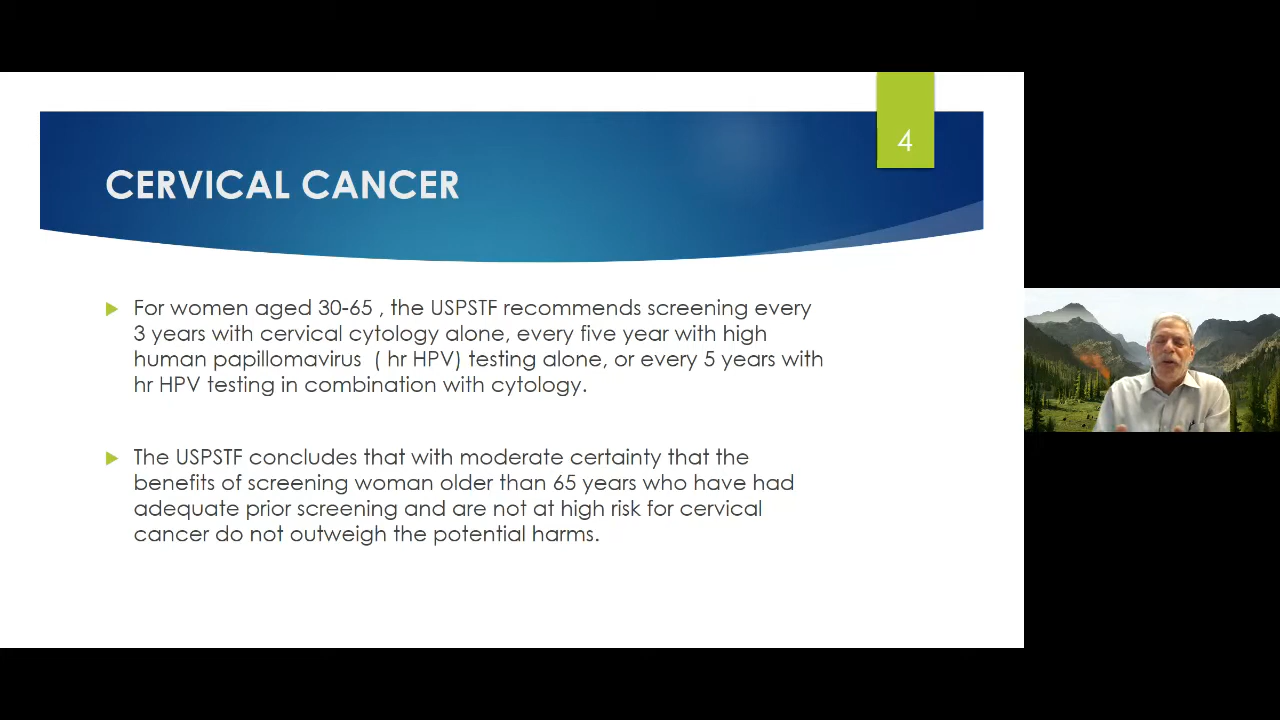 4
CERVICAL CANCER
For women aged 30-65 , the USPSTF recommends screening every
3 years with cervical cytology alone, every five year with high
human papillomavirus ( hr HPV) testing alone, or every 5 years with
hr HPV testing in combination with cytology.
The USPSTF concludes that with moderate certainty that the
benefits of screening woman older than 65 years who have had
adequate prior screening and are not at high risk for cervical
cancer do not outweigh the potential harms.